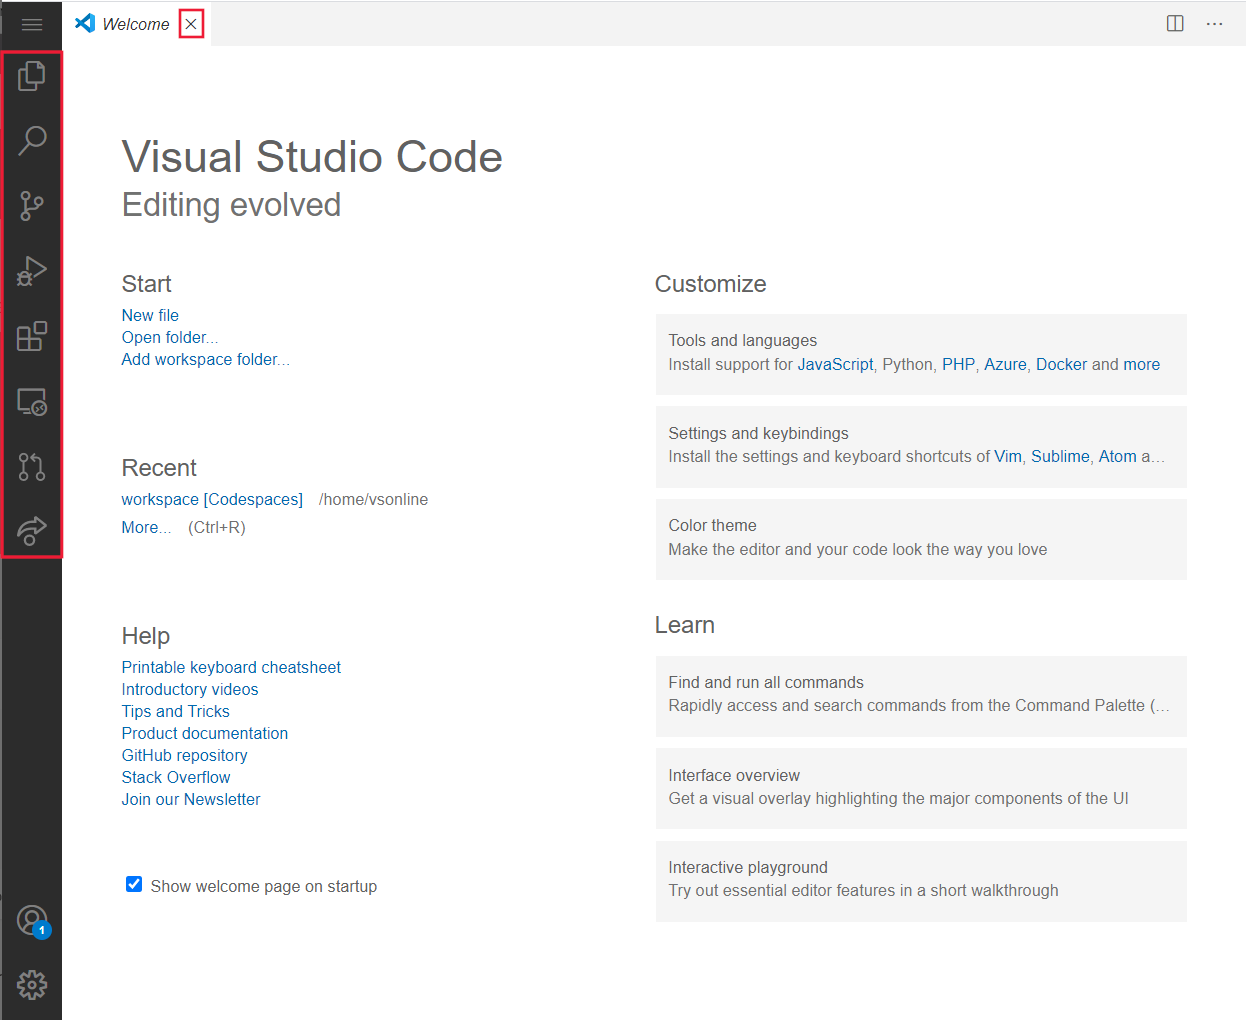 Welcome
Visual Studio Code
Editing evolved
Start
New file
Open folder...
Add workspace folder...
Recent
workspace [Codespaces] /home/vsonline
More... (Ctrl+R)
Help
Printable keyboard cheatsheet
Introductory videos
Tips and Tricks
Product documentation
GitHub repository
Stack Overflow
Join our Newsletter
Show welcome page on startup
Customize
Tools and languages
Install support for JavaScript, Python, PHP, Azure, Docker and more
Settings and keybindings
Install the settings and keyboard shortcuts of Vim, Sublime, Atom a...
Color theme
Make the editor and your code look the way you love
Learn
Find and run all commands
Rapidly access and search commands from the Command Palette (...
Interface overview
Get a visual overlay highlighting the major components of the UI
Interactive playground
Try out essential editor features in a short walkthrough
1